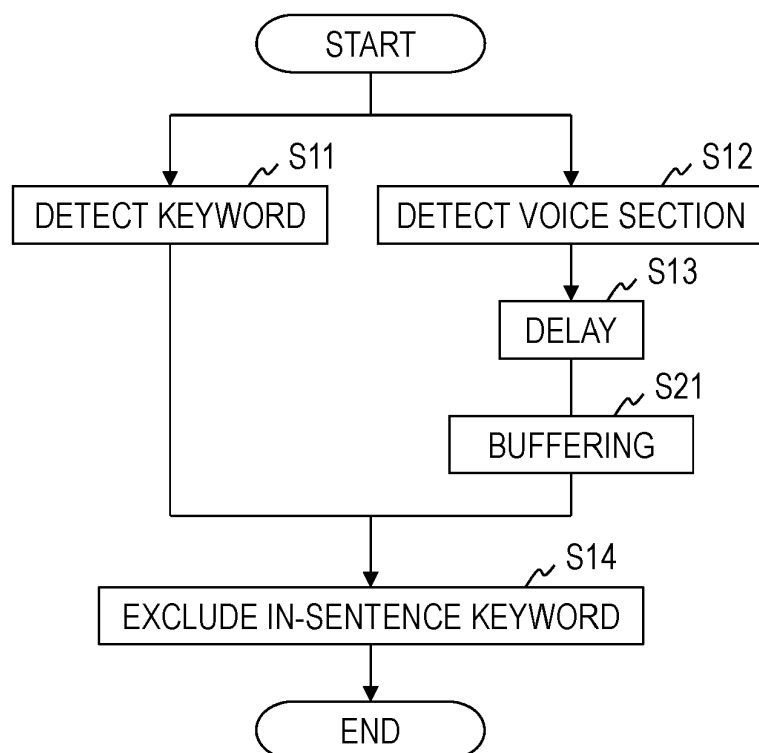 START
S11
S12
DETECT KEYWORD
DETECT VOICE SECTION
S13
DELAY
S21
BUFFERING
S14
EXCLUDE IN-SENTENCE KEYWORD
END